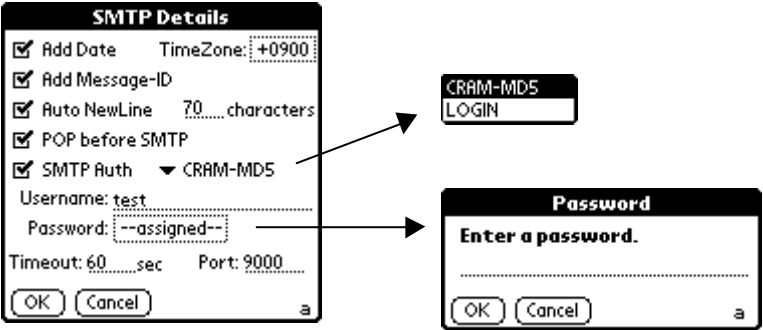 SMTP Details
Add Date TimeZone: +0900
Add Message-ID
Auto NewLine 70 characters
POP before SMTP
SMTP Auth CRAM-MD5
Username: test
Password: --assigned--
Timeout: 60 sec Port: 9000
OK Cancel a
CRAM-MD5
LOGIN
Password
Enter a password.
OK Cancel a